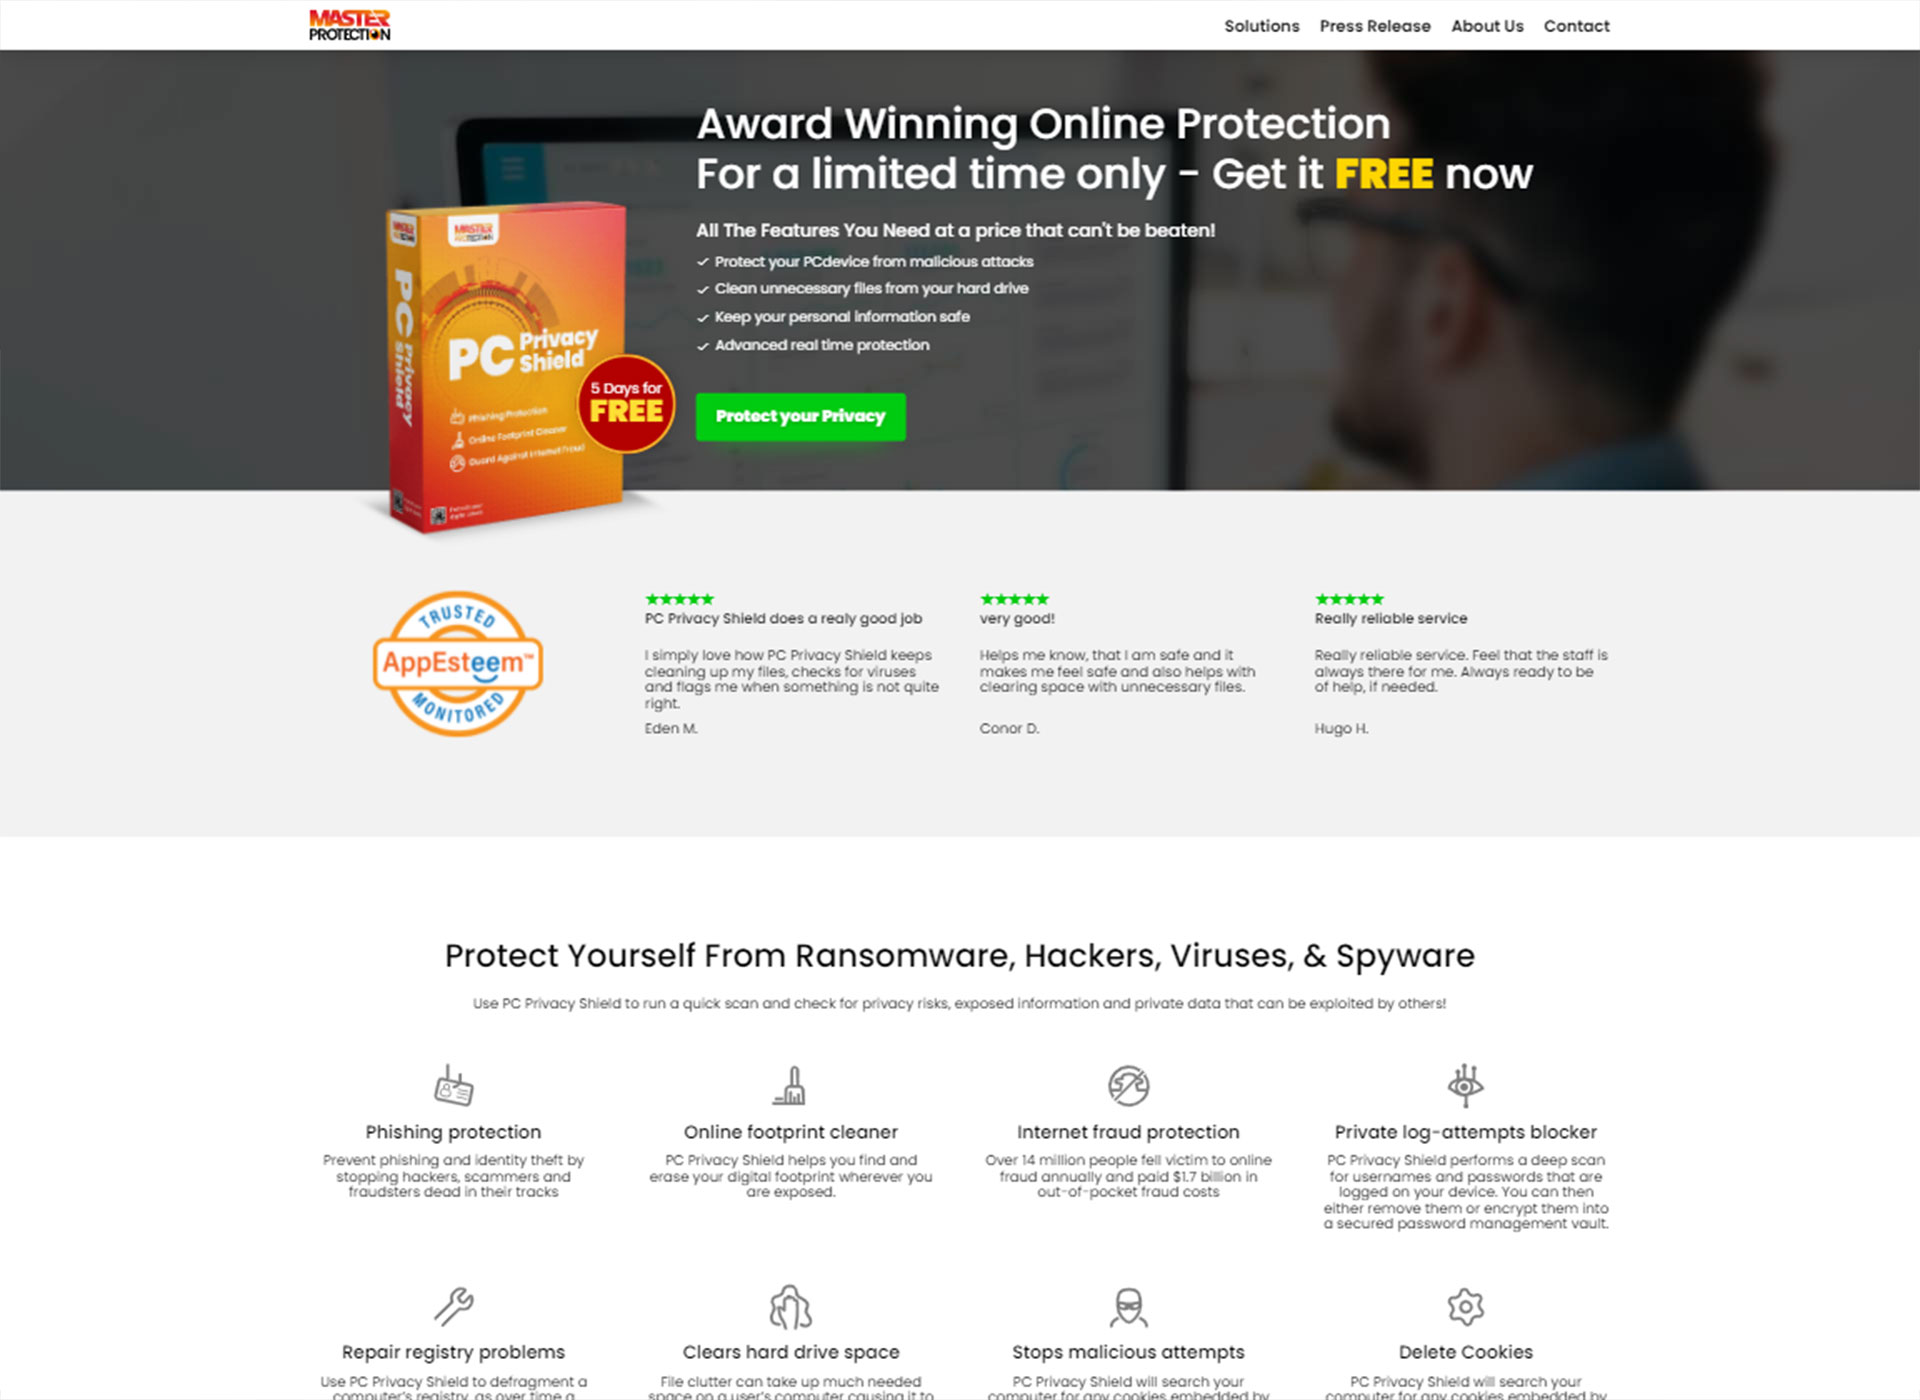 MASTER
PROTECTION
Solutions Press Release About Us Contact
Award Winning Online Protection
For a limited time only - Get it FREE now
All The Features You Need at a price that can't be beaten!
Protect your PCdevice from malicious attacks
Clean unnecessary files from your hard drive
Keep your personal information safe
Advanced real time protection
Protect your Privacy
MASTER
PROTECTION
MASTER
PROTECTION
PC Privacy Shield
PC Privacy
Shield
Phishing Protection
Online Footprint Cleaner
Guard Against Internet Fraud
5 Days for
FREE
TRUSTED
AppEsteem™
MONITORED
PC Privacy Shield does a realy good job
I simply love how PC Privacy Shield keeps
cleaning up my files, checks for viruses
and flags me when something is not quite
right.
Eden M.
very good!
Helps me know, that I am safe and it
makes me feel safe and also helps with
clearing space with unnecessary files.
Conor D.
Really reliable service
Really reliable service. Feel that the staff is
always there for me. Always ready to be
of help, if needed.
Hugo H.
Protect Yourself From Ransomware, Hackers, Viruses, & Spyware
Use PC Privacy Shield to run a quick scan and check for privacy risks, exposed information and private data that can be exploited by others!
Phishing protection
Prevent phishing and identity theft by
stopping hackers, scammers and
fraudsters dead in their tracks
Online footprint cleaner
PC Privacy Shield helps you find and
erase your digital footprint wherever you
are exposed.
Internet fraud protection
Over 14 million people fell victim to online
fraud annually and paid $1.7 billion in
out-of-pocket fraud costs
Private log-attempts blocker
PC Privacy Shield performs a deep scan
for usernames and passwords that are
logged on your device. You can then
either remove them or encrypt them into
a secured password management vault.
Repair registry problems
Use PC Privacy Shield to defragment a
computer's registry, as over time a
Clears hard drive space
File clutter can take up much needed
space on a user's computer causing it to
Stops malicious attempts
PC Privacy Shield will search your
computer for any cookies embedded by
Delete Cookies
PC Privacy Shield will search your
computer for any cookies embedded by